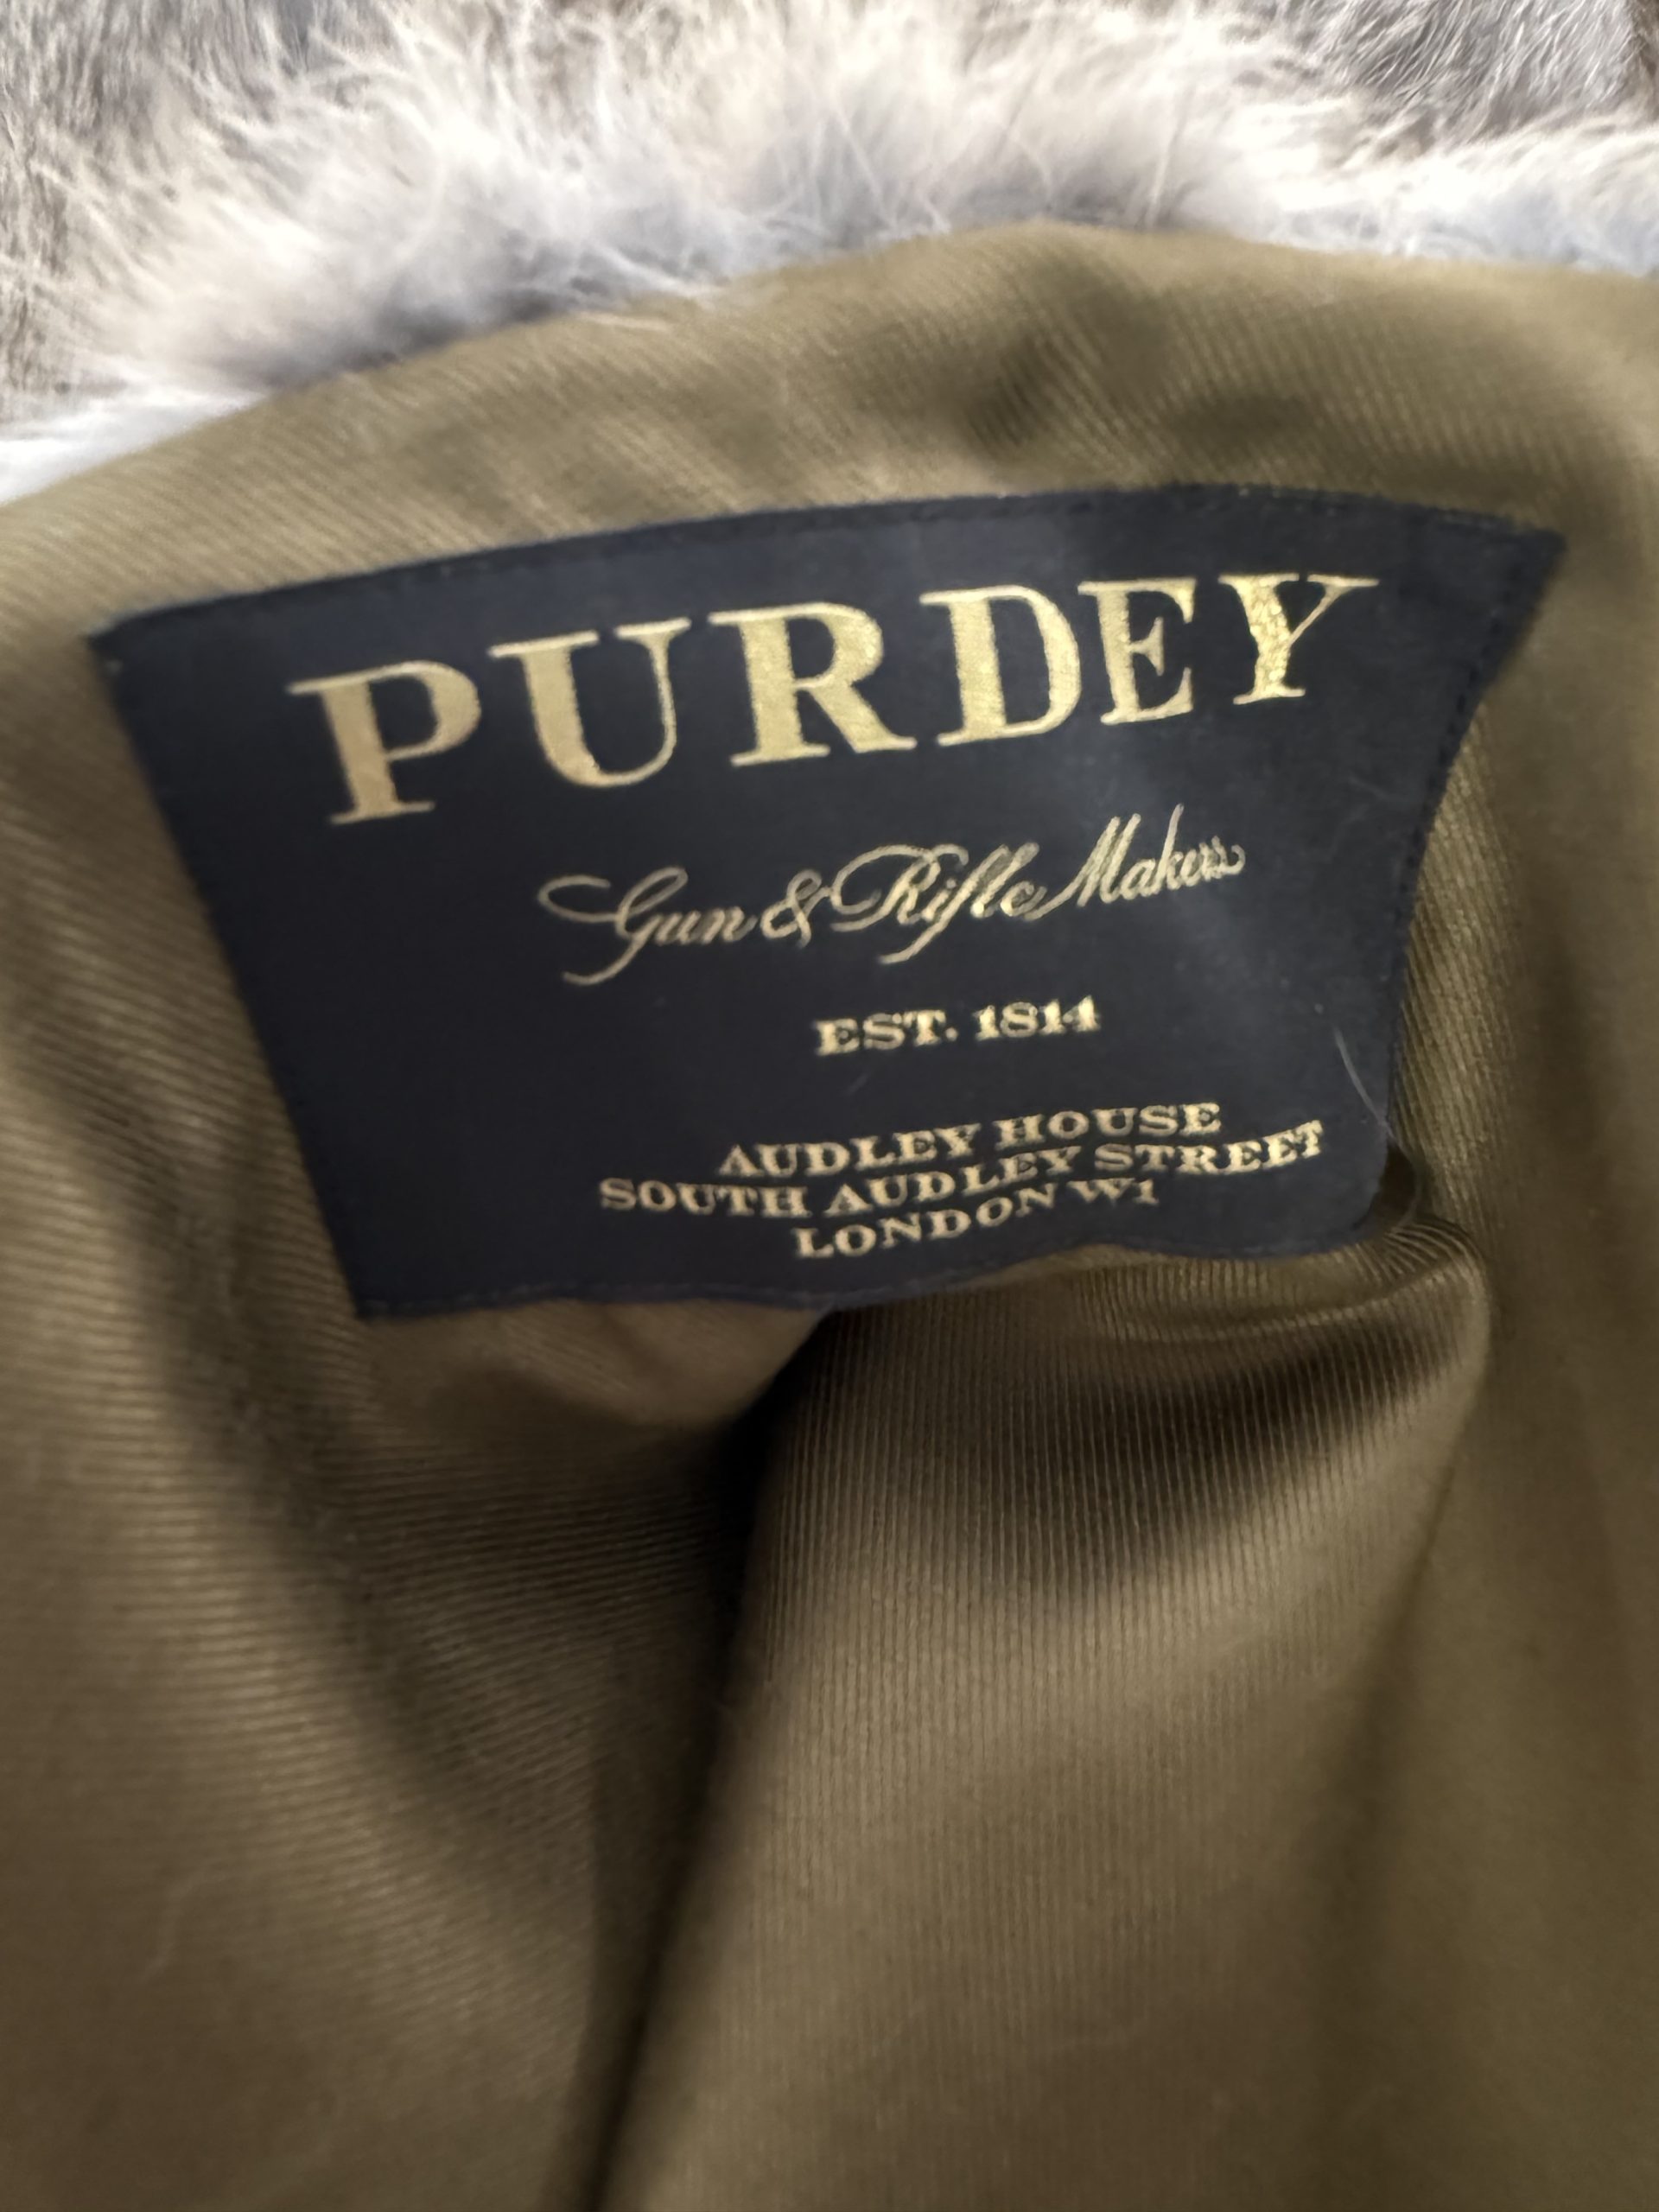 PURDEY
Gun & Rifle Makers
EST. 1814
AUDLEY HOUSE
SOUTH AUDLEY STREET
LONDON W1